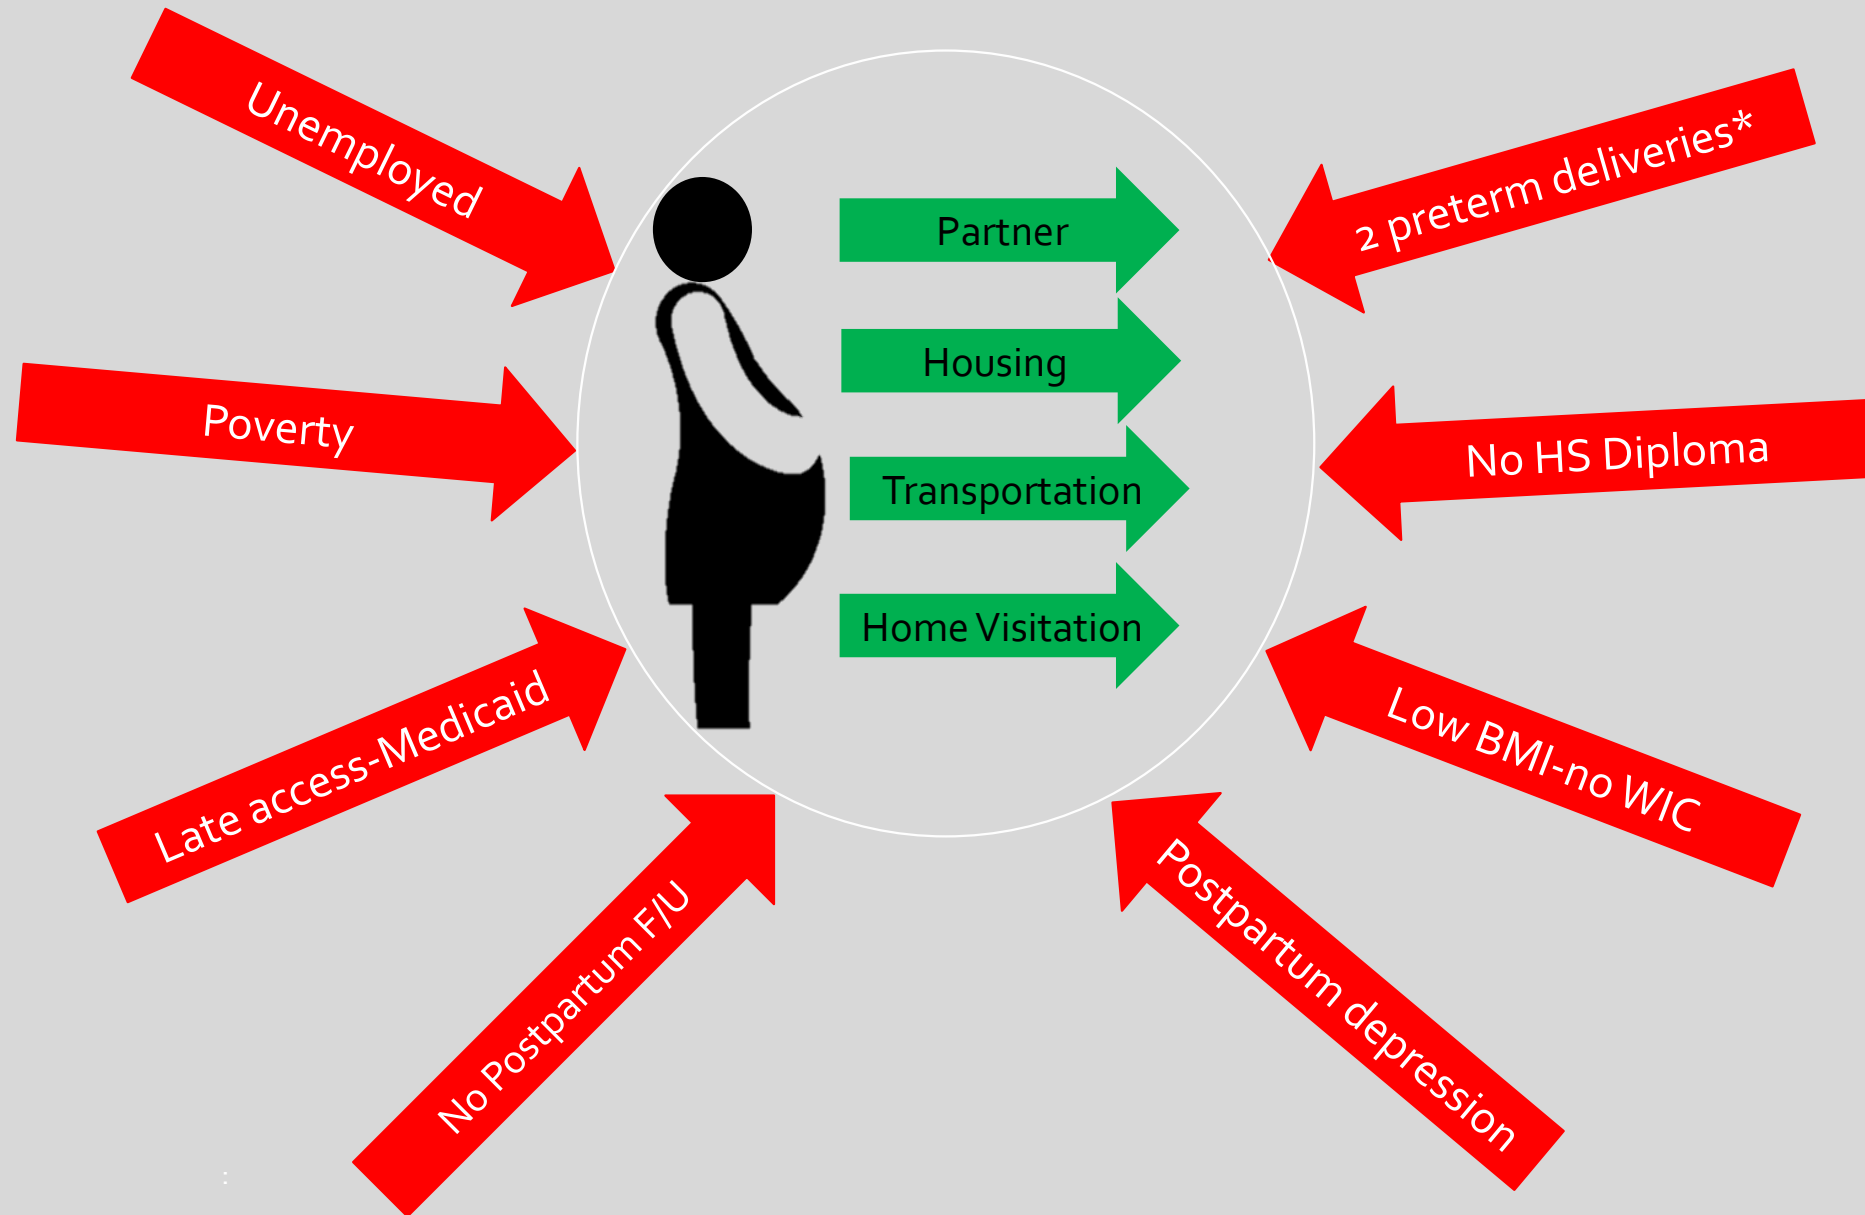 Unemployed
2 preterm deliveries*
Partner
Housing
Poverty
No HS Diploma
Transportation
Home Visitation
Late access-Medicaid
Low BMI-no WIC
No Postpartum F/U
Postpartum depression
: